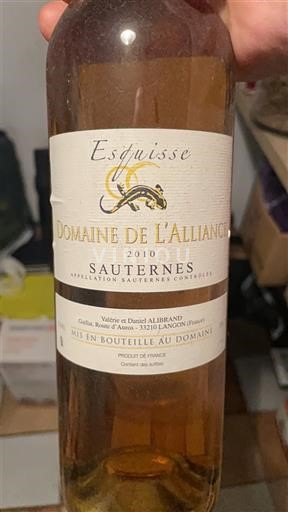 Esquisse
DOMAINE DE L'ALLIANCE
2010
SAUTERNES
APPELLATION SAUTERNES CONTRÔLÉE
Valérie et Daniel ALIBRAND
Gaillat, Route d'Auros - 33210 LANGON (France)
MIS EN BOUTEILLE AU DOMAINE
PRODUIT DE FRANCE
Contient des sulfites